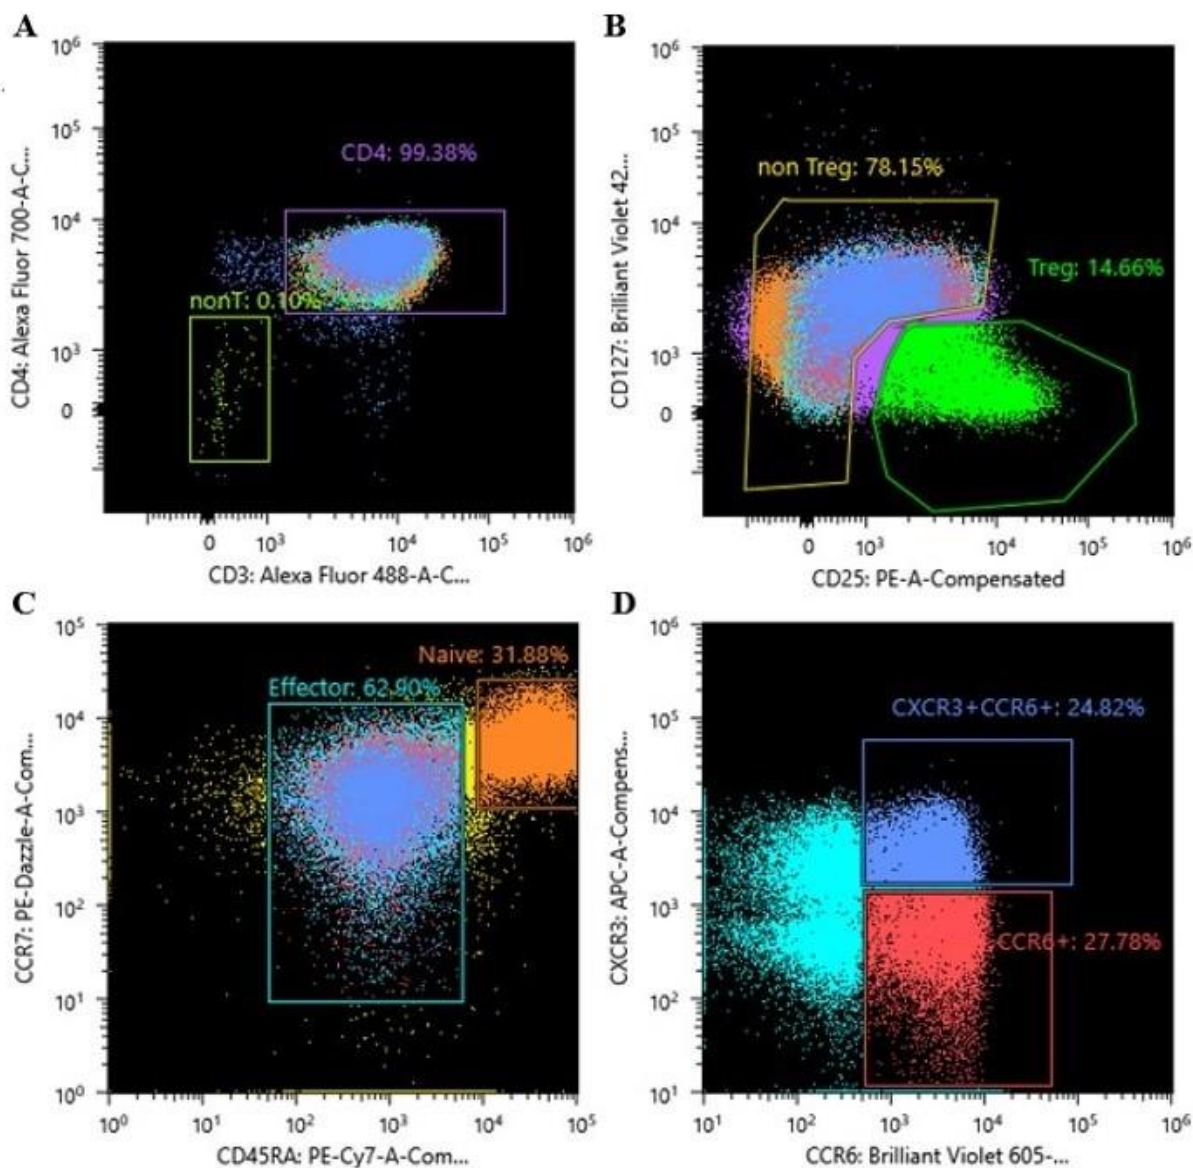 A
10⁶
10⁵
10⁴
10³
0
CD4: Alexa Fluor 700-A-C...
CD4: 99.38%
nonT: 0.10%
0 10³ 10⁴ 10⁵ 10⁶
CD3: Alexa Fluor 488-A-C...
B
10⁶
10⁵
10⁴
10³
0
CD127: Brilliant Violet 42...
non Treg: 78.15%
Treg: 14.66%
0 10³ 10⁴ 10⁵ 10⁶
CD25: PE-A-Compensated
C
10⁵
10⁴
10³
10²
10¹
10⁰
CCR7: PE-Dazzle-A-Com...
Naive: 31.88%
Effector: 62.90%
10⁰ 10¹ 10² 10³ 10⁴ 10⁵
CD45RA: PE-Cy7-A-Com...
D
10⁶
10⁵
10⁴
10³
10²
10¹
CXCR3: APC-A-Compens...
CXCR3+CCR6+: 24.82%
CCR6+: 27.78%
10¹ 10² 10³ 10⁴ 10⁵ 10⁶
CCR6: Brilliant Violet 605-...